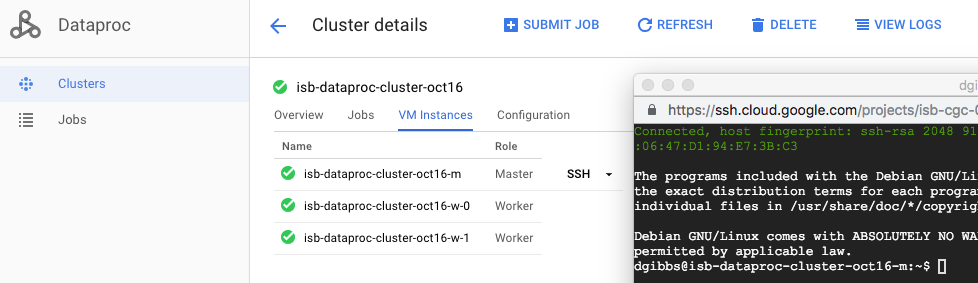 Dataproc
Cluster details
SUBMIT JOB
REFRESH
DELETE
VIEW LOGS
Clusters
Jobs
isb-dataproc-cluster-oct16
Overview
Jobs
VM Instances
Configuration
Name
Role
isb-dataproc-cluster-oct16-m
Master
SSH
isb-dataproc-cluster-oct16-w-0
Worker
isb-dataproc-cluster-oct16-w-1
Worker
dgi
https://ssh.cloud.google.com/projects/isb-cgc-0
Connected, host fingerprint: ssh-rsa 2048 91
:06:47:D1:94:E7:3B:C3
The programs included with the Debian GNU/Li
the exact distribution terms for each progra
individual files in /usr/share/doc/*/copyrigh
Debian GNU/Linux comes with ABSOLUTELY NO WA
permitted by applicable law.
dgibbs@isb-dataproc-cluster-oct16-m:~$